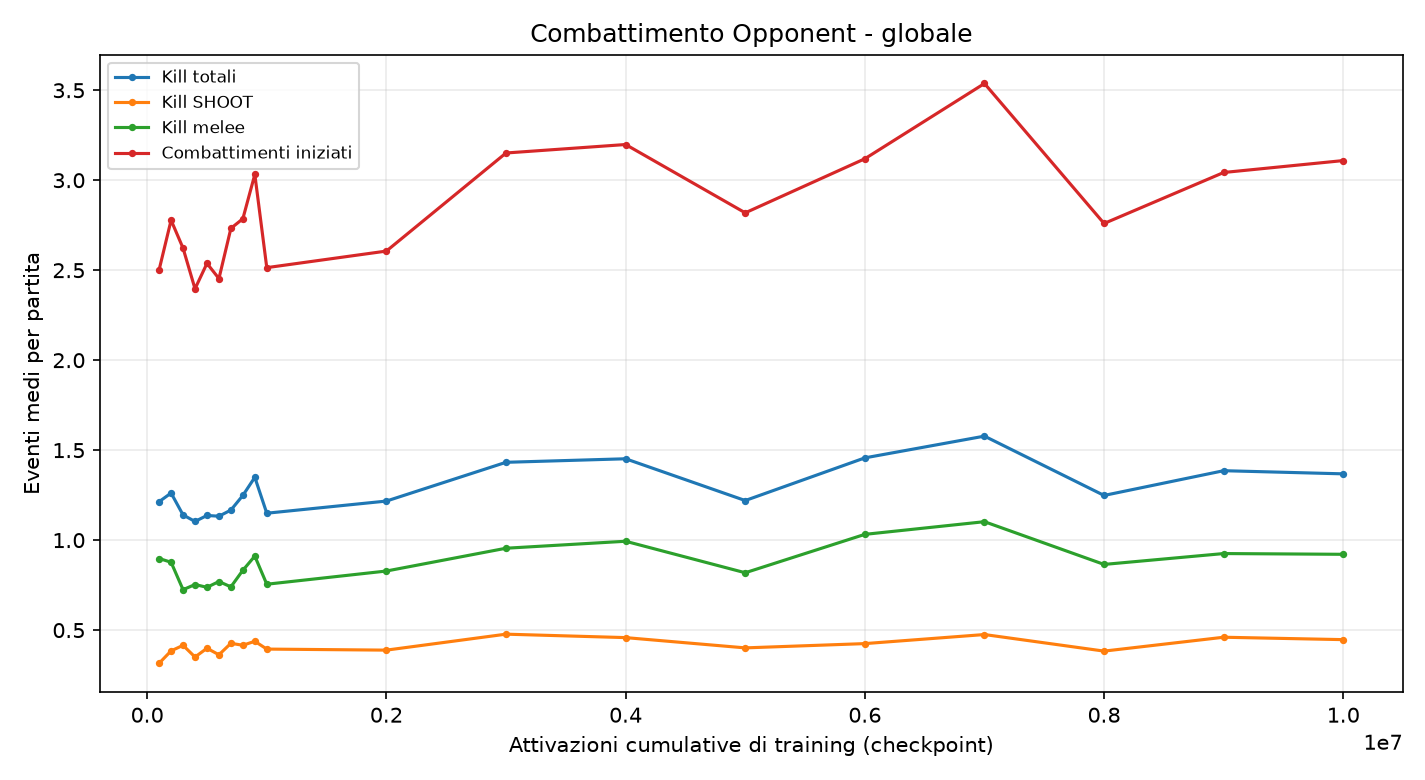 Combattimento Opponent - globale
Kill totali
Kill SHOOT
Kill melee
Combattimenti iniziati
Eventi medi per partita
3.5
3.0
2.5
2.0
1.5
1.0
0.5
0.0
0.2
0.4
0.6
0.8
1.0
1e7
Attivazioni cumulative di training (checkpoint)